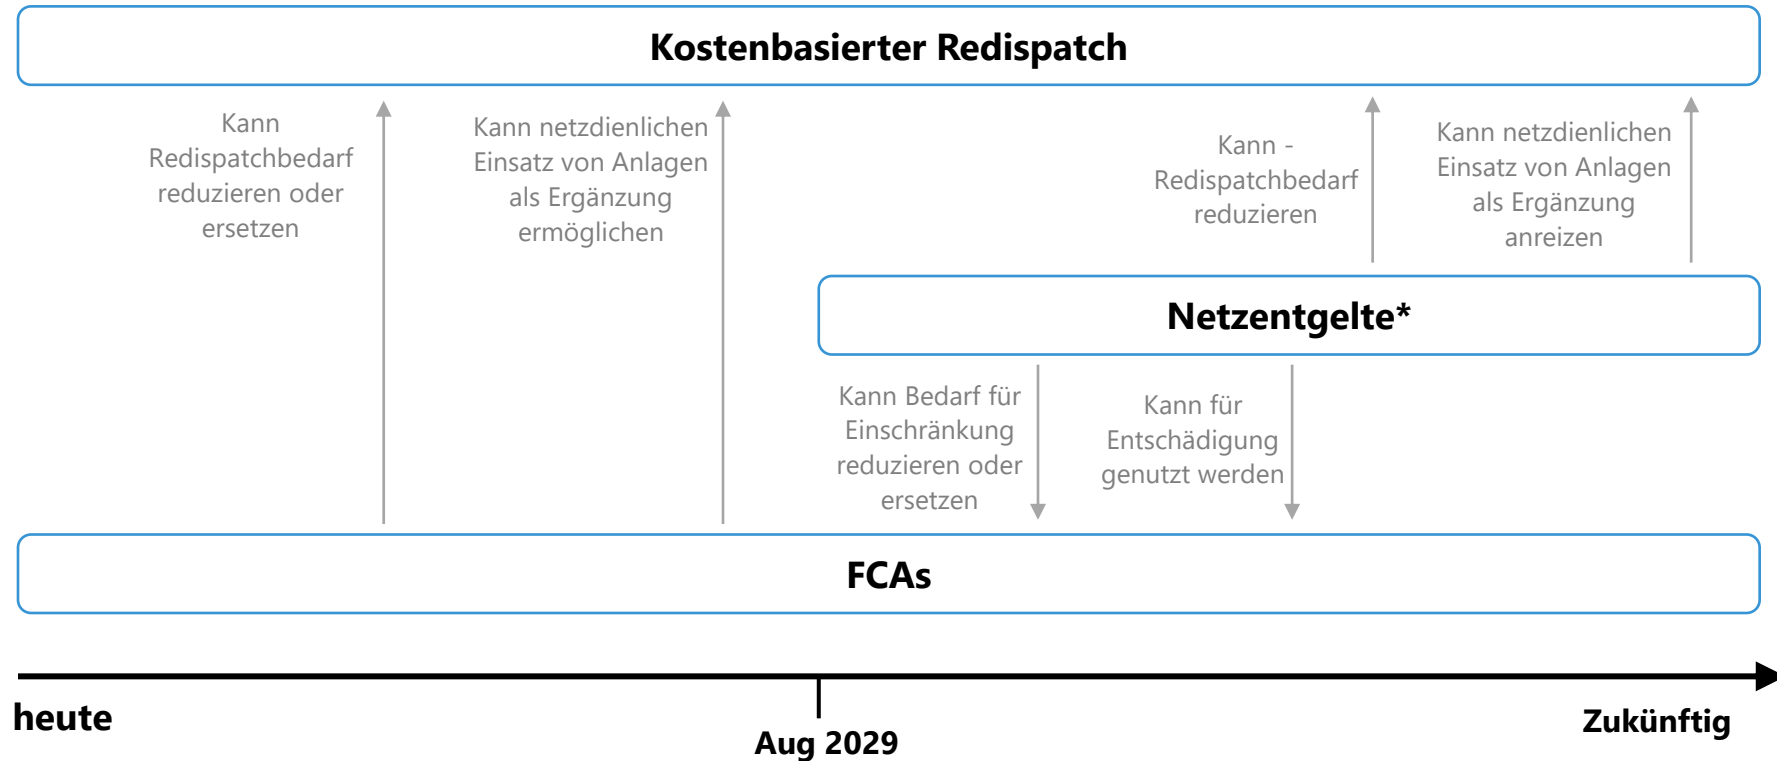 Kostenbasierter Redispatch
Kann
Redispatchbedarf
reduzieren oder
ersetzen
Kann netzdienlichen
Einsatz von Anlagen
als Ergänzung
ermöglichen
Kann -
Redispatchbedarf
reduzieren
Kann netzdienlichen
Einsatz von Anlagen
als Ergänzung
anreizen
Netzentgelte*
Kann Bedarf für
Einschränkung
reduzieren oder
ersetzen
Kann für
Entschädigung
genutzt werden
FCAs
heute
Aug 2029
Zukünftig